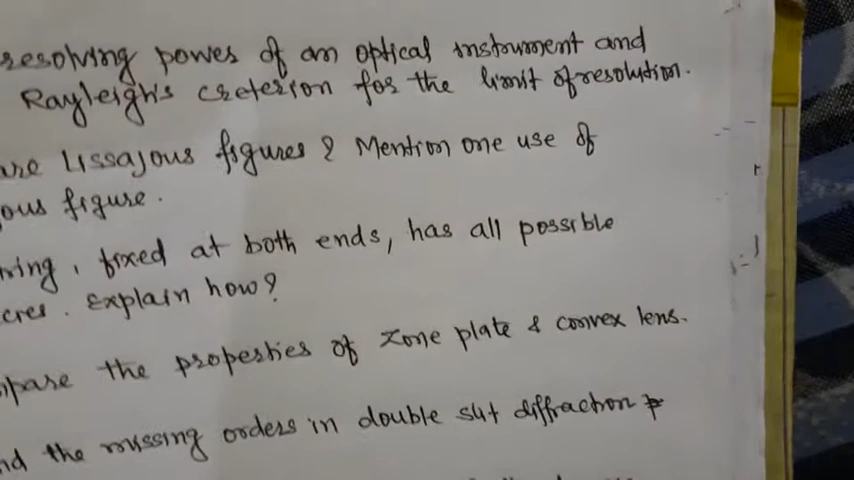 resolving power of an optical instrument and
Rayleigh's creterion for the limit of resolution.
are Lissajous figures? Mention one use of
ous figure.
ring, fixed at both ends, has all possible
cres. Explain how?
pare the properties of Zone plate & convex lens.
nd the missing orders in double slit diffraction p